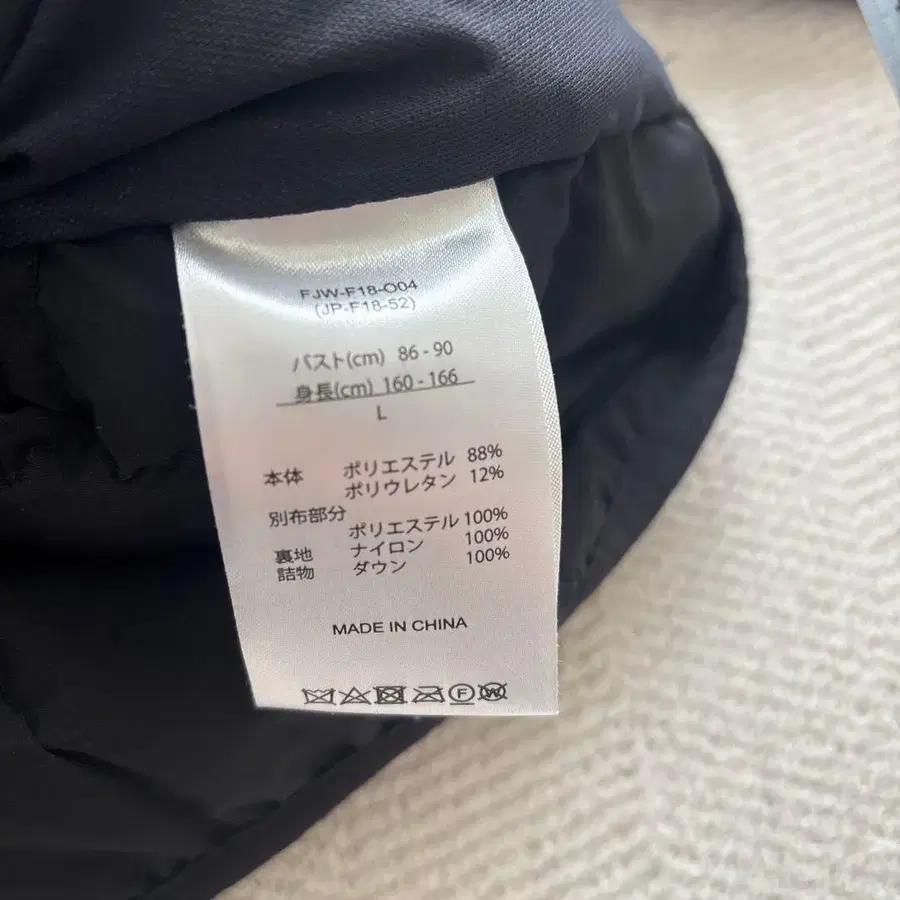 FJW-F18-O04
(JP-F18-52)
バスト(cm) 86 - 90
身長(cm) 160 - 166
L
本体 ポリエステル 88%
ポリウレタン 12%
別布部分
ポリエステル 100%
裏地 ナイロン 100%
詰物 ダウン 100%
MADE IN CHINA
F W